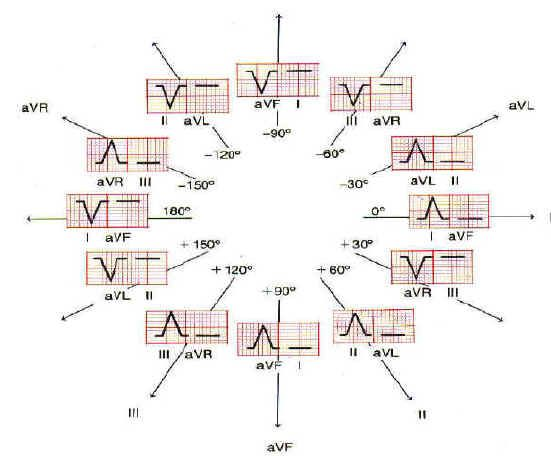 aVF I
−90°
II aVL
−120°
III aVR
−60°
aVR
aVL
aVR III
−150°
aVL II
−30°
180°
I aVF
0°
I aVF
I
+150°
aVL II
+30°
aVR III
+120°
III aVR
+90°
aVF I
+60°
II aVL
III
II
aVF